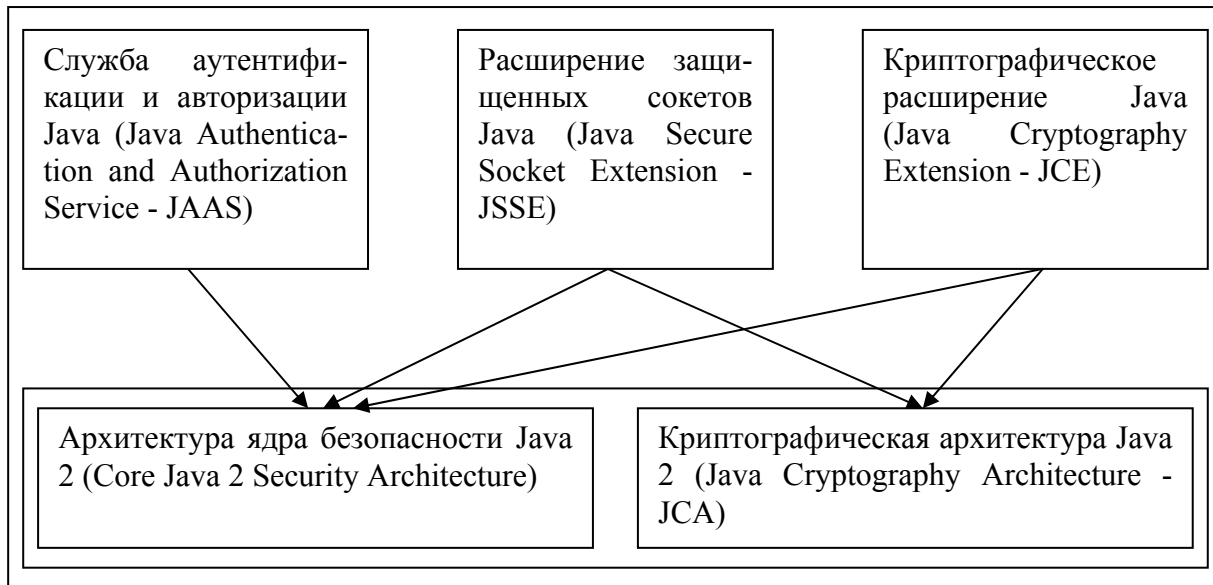 Служба аутентифи-
кации и авторизации
Java (Java Authentica-
tion and Authorization
Service - JAAS)
Расширение защи-
щенных сокетов
Java (Java Secure
Socket Extension -
JSSE)
Криптографическое
расширение Java
(Java Cryptography
Extension - JCE)
Архитектура ядра безопасности Java
2 (Core Java 2 Security Architecture)
Криптографическая архитектура Java
2 (Java Cryptography Architecture -
JCA)